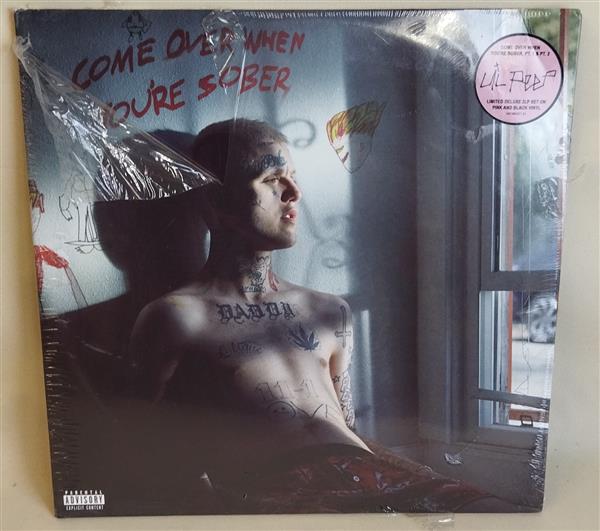 COME OVER WHEN
YOU'RE SOBER
COME OVER WHEN
YOU'RE SOBER, PT. 1 & PT. 2
LiL PEEP
LIMITED DELUXE 2LP SET ON
PINK AND BLACK VINYL
DADDY
PARENTAL
ADVISORY
EXPLICIT CONTENT